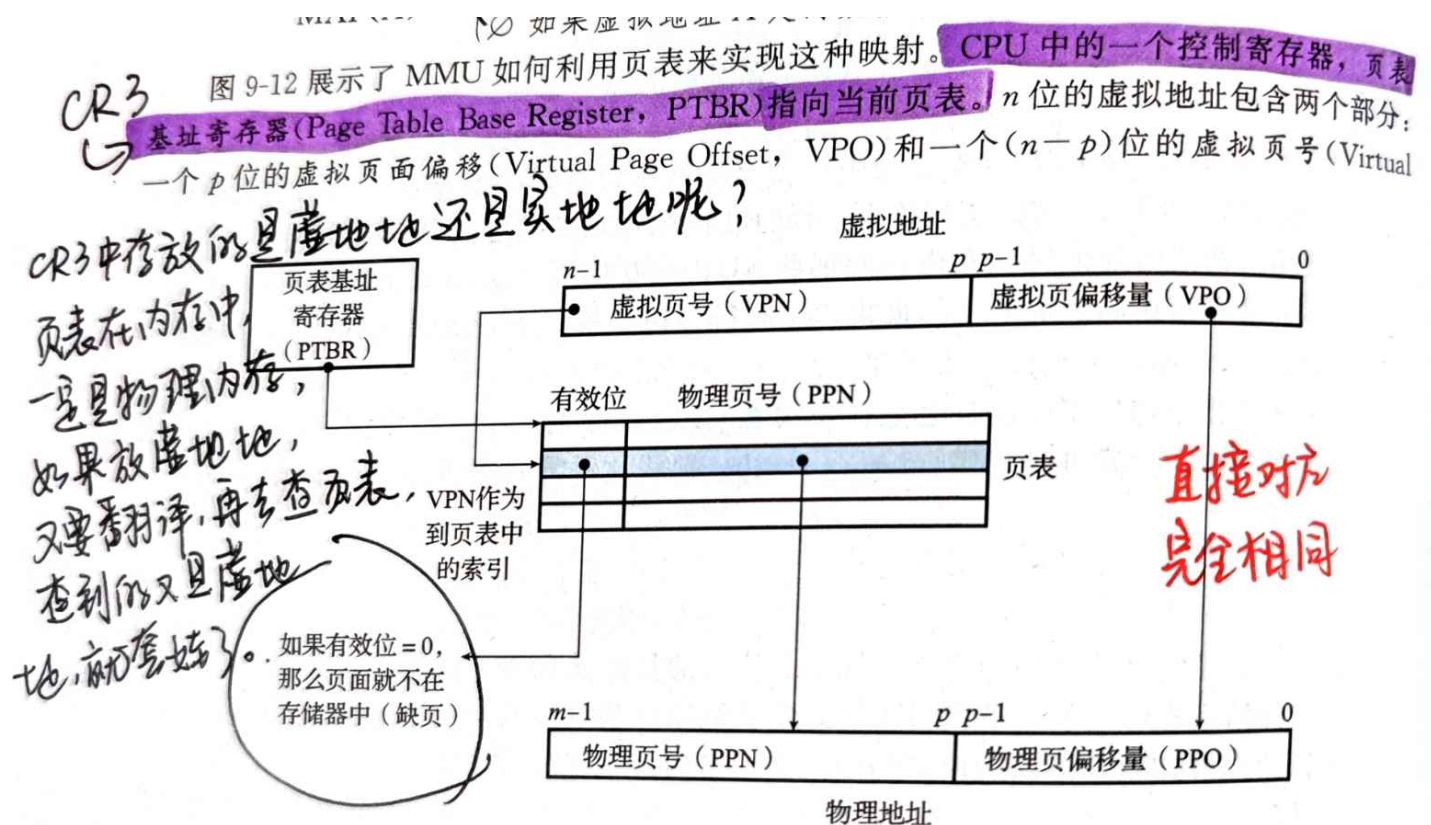 如果虚拟地址
图 9-12 展示了 MMU 如何利用页表来实现这种映射。CPU 中的一个控制寄存器，页表
CR3
基址寄存器(Page Table Base Register，PTBR)指向当前页表。n 位的虚拟地址包含两个部分：
一个 p 位的虚拟页面偏移(Virtual Page Offset，VPO)和一个(n－p)位的虚拟页号(Virtual
CR3中存放的是虚地址还是实地址呢？
页表在内存中，
一定是物理内存，
如果放虚地址，
又要翻译，再去查页表，
查到的又是虚地
址，就套娃了。
页表基址
寄存器
（PTBR）
虚拟地址
n-1
p p-1
0
虚拟页号（VPN）
虚拟页偏移量（VPO）
有效位
物理页号（PPN）
页表
VPN作为
到页表中
的索引
直接对应
完全相同
如果有效位=0，
那么页面就不在
存储器中（缺页）
m-1
p p-1
0
物理页号（PPN）
物理页偏移量（PPO）
物理地址